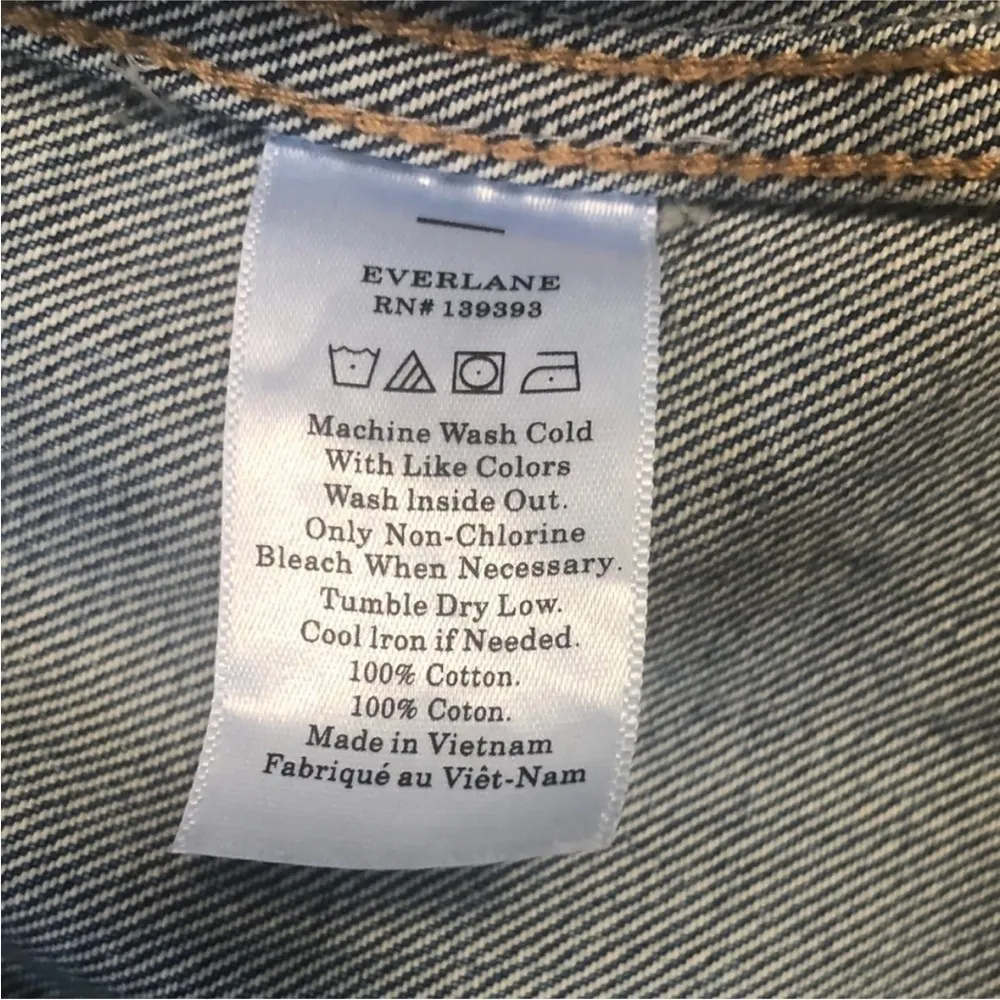 EVERLANE
RN# 139393
Machine Wash Cold
With Like Colors
Wash Inside Out.
Only Non-Chlorine
Bleach When Necessary.
Tumble Dry Low.
Cool Iron if Needed.
100% Cotton.
100% Coton.
Made in Vietnam
Fabriqué au Viêt-Nam